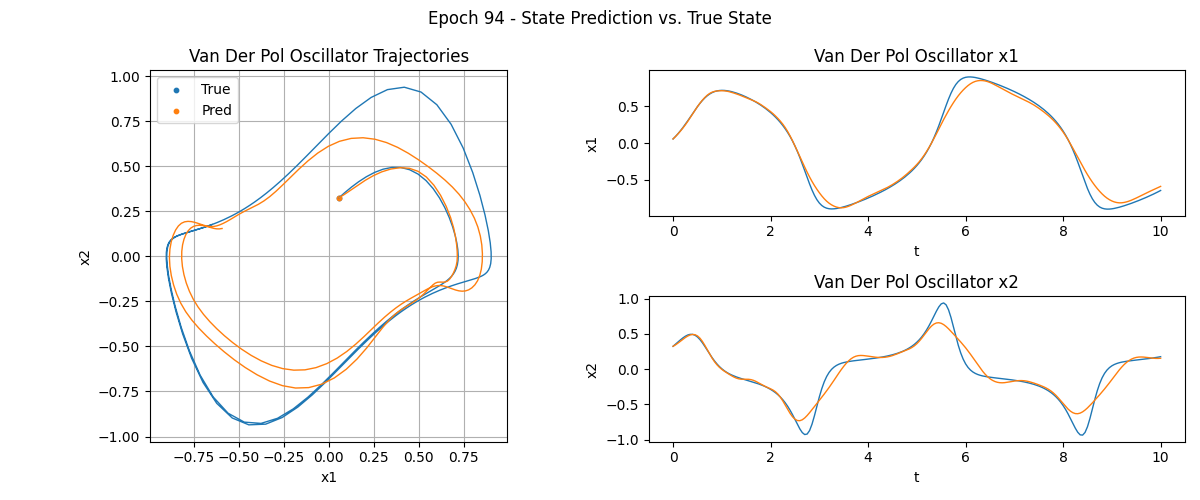 Epoch 94 - State Prediction vs. True State
Van Der Pol Oscillator Trajectories
True
Pred
1.00
0.75
0.50
0.25
0.00
−0.25
−0.50
−0.75
−1.00
x2
−0.75 −0.50 −0.25 0.00 0.25 0.50 0.75
x1
Van Der Pol Oscillator x1
0.5
0.0
−0.5
x1
0 2 4 6 8 10
t
Van Der Pol Oscillator x2
1.0
0.5
0.0
−0.5
−1.0
x2
0 2 4 6 8 10
t